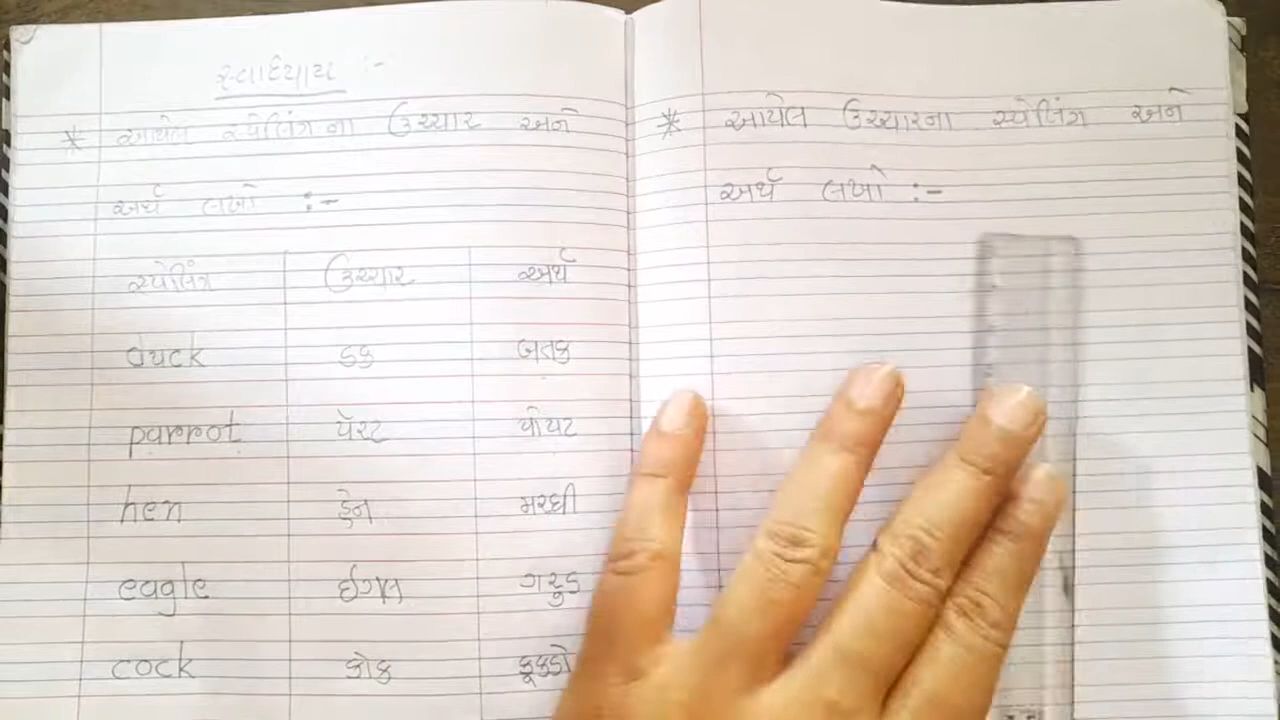 સ્વાધ્યાય :-
* આપેલ સ્પેલિંગના ઉચ્ચાર અને
અર્થ લખો :-
સ્પેલિંગ ઉચ્ચાર અર્થ
duck ડક બતક
parrot પૅરટ પોપટ
hen હેન મરઘી
eagle ઈગલ ગરુડ
cock કોક કૂકડો
* આપેલ ઉચ્ચારના સ્પેલિંગ અને
અર્થ લખો :-